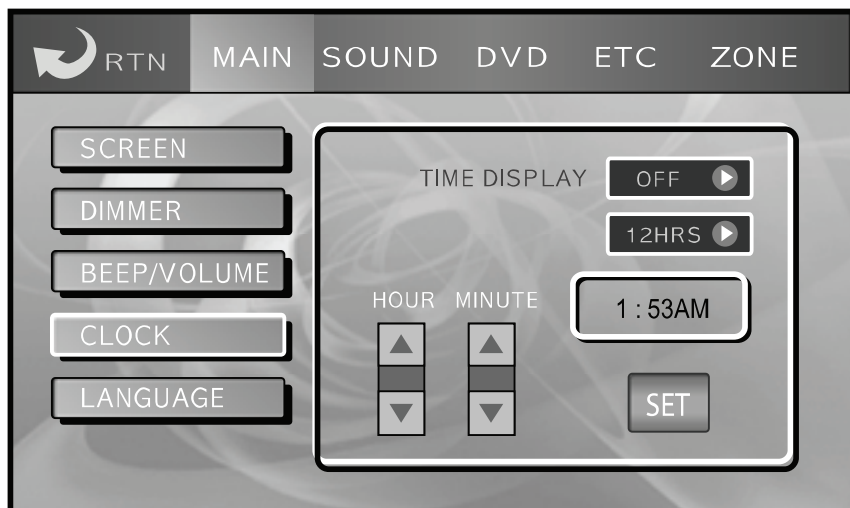 RTN MAIN SOUND DVD ETC ZONE
SCREEN
DIMMER
BEEP/VOLUME
CLOCK
LANGUAGE
TIME DISPLAY OFF
12HRS
HOUR MINUTE
1 : 53AM
SET